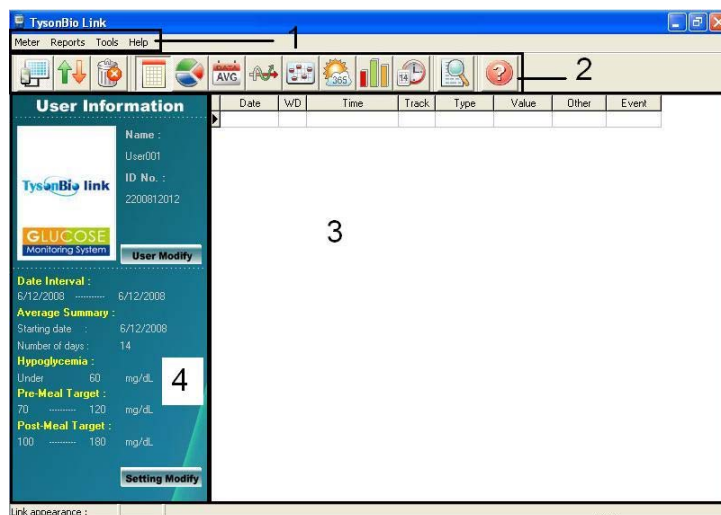 TysonBio Link
Meter Reports Tools Help
1
AVG 365 14 ?
2
User Information
Date WD Time Track Type Value Other Event
Name :
User001
ID No. :
2200812012
TysonBio link
GLUCOSE
Monitoring System
User Modify
3
Date Interval :
6/12/2008 ---------- 6/12/2008
Average Summary :
Starting date : 6/12/2008
Number of days : 14
Hypoglycemia :
Under 60 mg/dL
4
Pre-Meal Target :
70 --------- 120 mg/dL
Post-Meal Target :
100 --------- 180 mg/dL
Setting Modify
Link appearance :